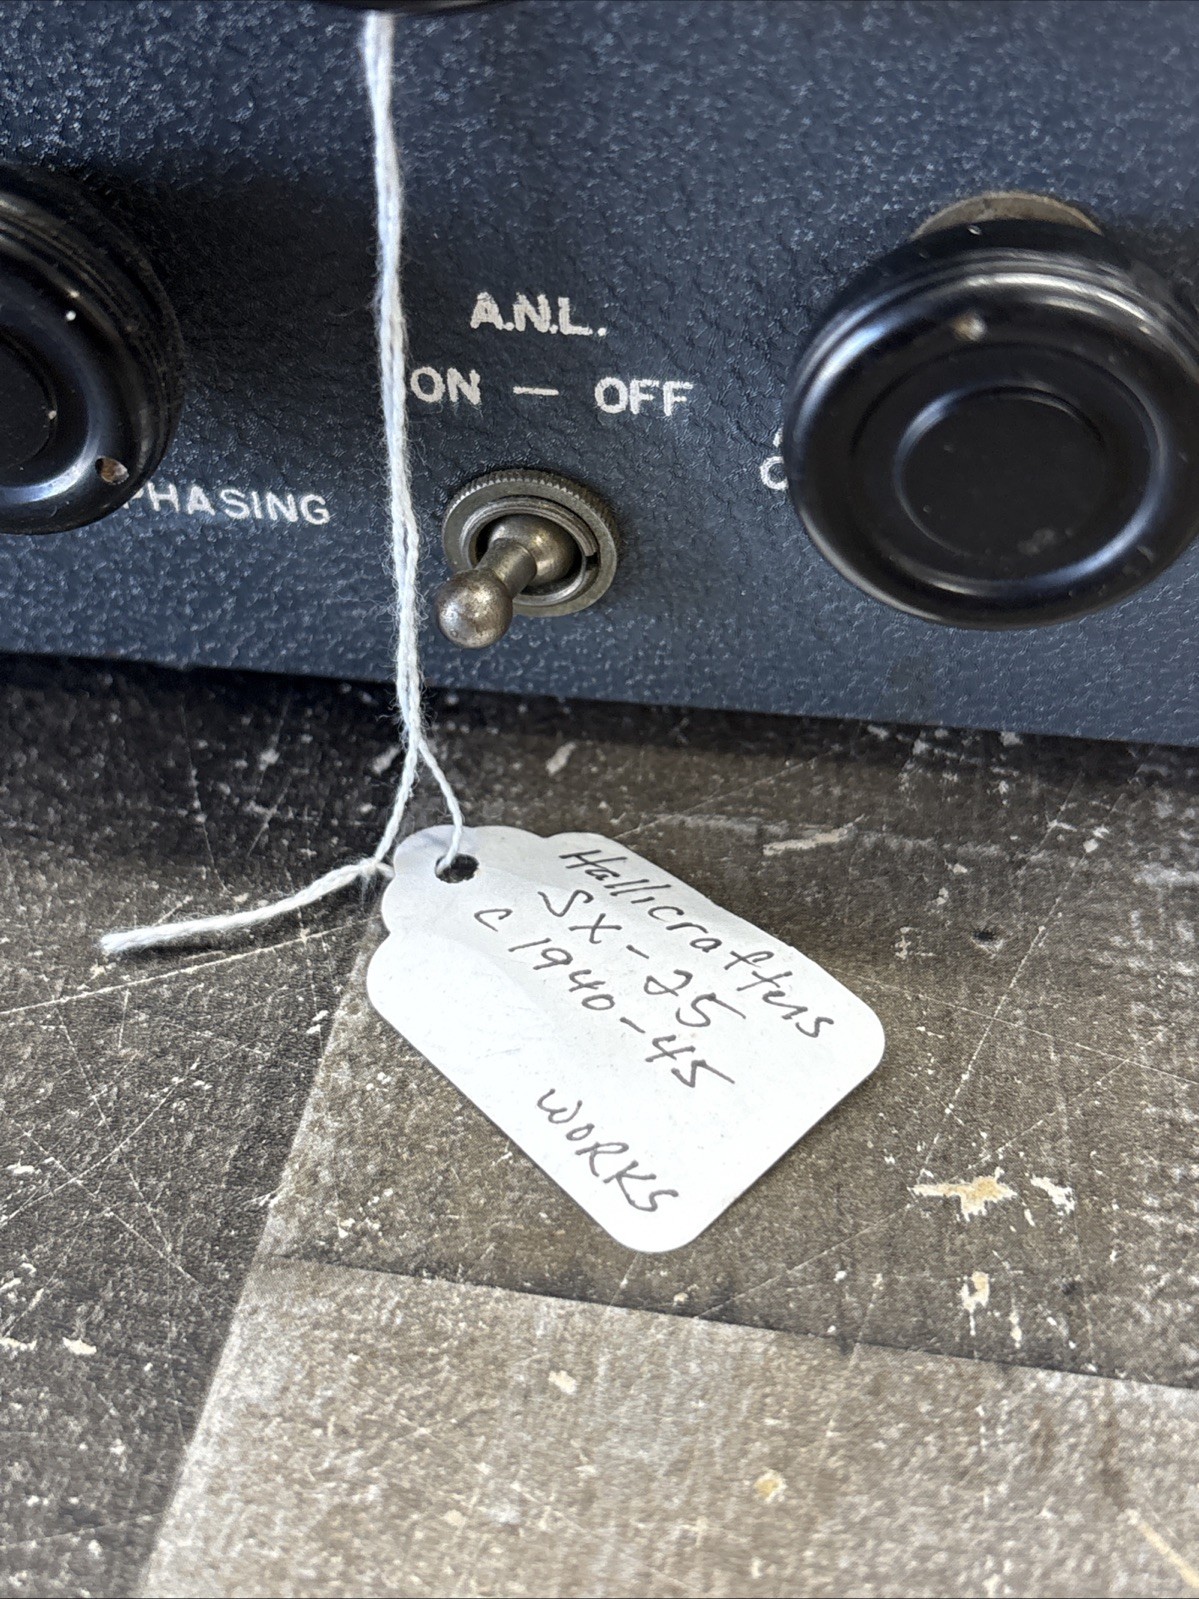 A.N.L.
ON — OFF
PHASING
Hallicrafters
SX-25
c 1940-45
WORKS